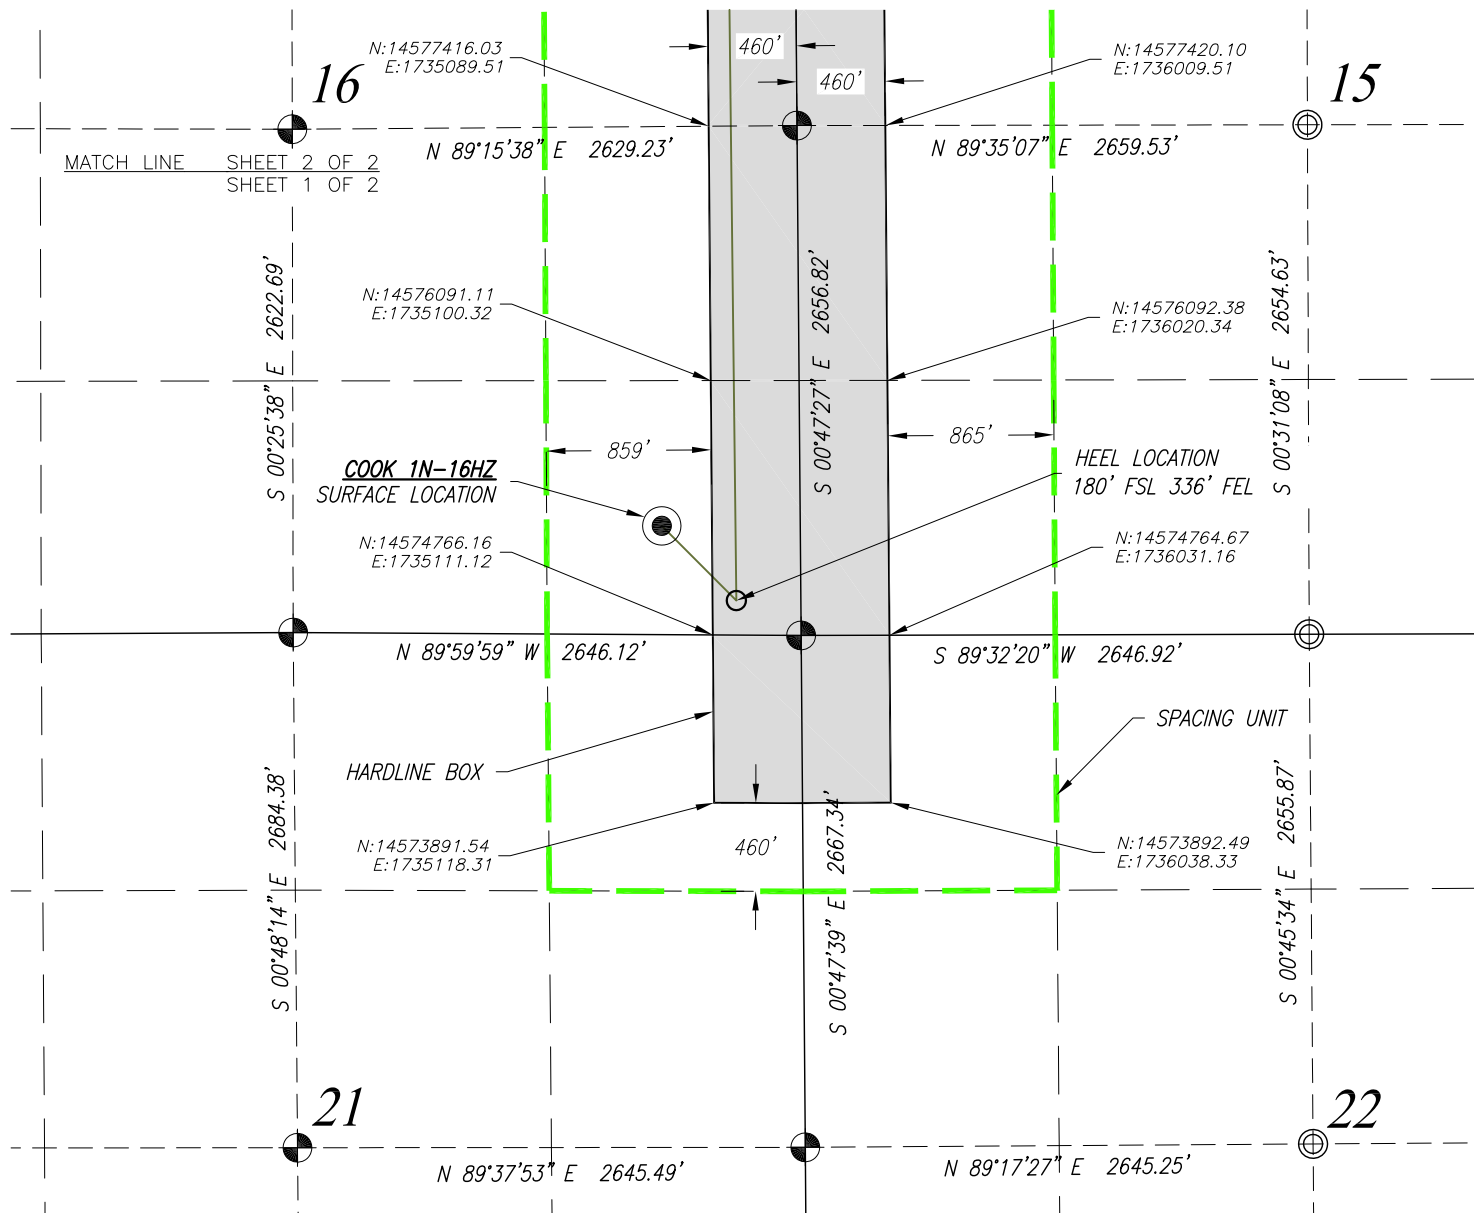 N:14577416.03
E:1735089.51
460'
460'
N:14577420.10
E:1736009.51
16
15
N 89°15'38" E 2629.23'
N 89°35'07" E 2659.53'
MATCH LINE SHEET 2 OF 2
SHEET 1 OF 2
S 00°25'38" E 2622.69'
S 00°47'27" E 2656.82'
S 00°31'08" E 2654.63'
N:14576091.11
E:1735100.32
N:14576092.38
E:1736020.34
859'
865'
COOK 1N-16HZ
SURFACE LOCATION
HEEL LOCATION
180' FSL 336' FEL
N:14574766.16
E:1735111.12
N:14574764.67
E:1736031.16
N 89°59'59" W 2646.12'
S 89°32'20" W 2646.92'
SPACING UNIT
HARDLINE BOX
S 00°48'14" E 2684.38'
S 00°47'39" E 2667.34'
S 00°45'34" E 2655.87'
N:14573891.54
E:1735118.31
460'
N:14573892.49
E:1736038.33
21
22
N 89°37'53" E 2645.49'
N 89°17'27" E 2645.25'